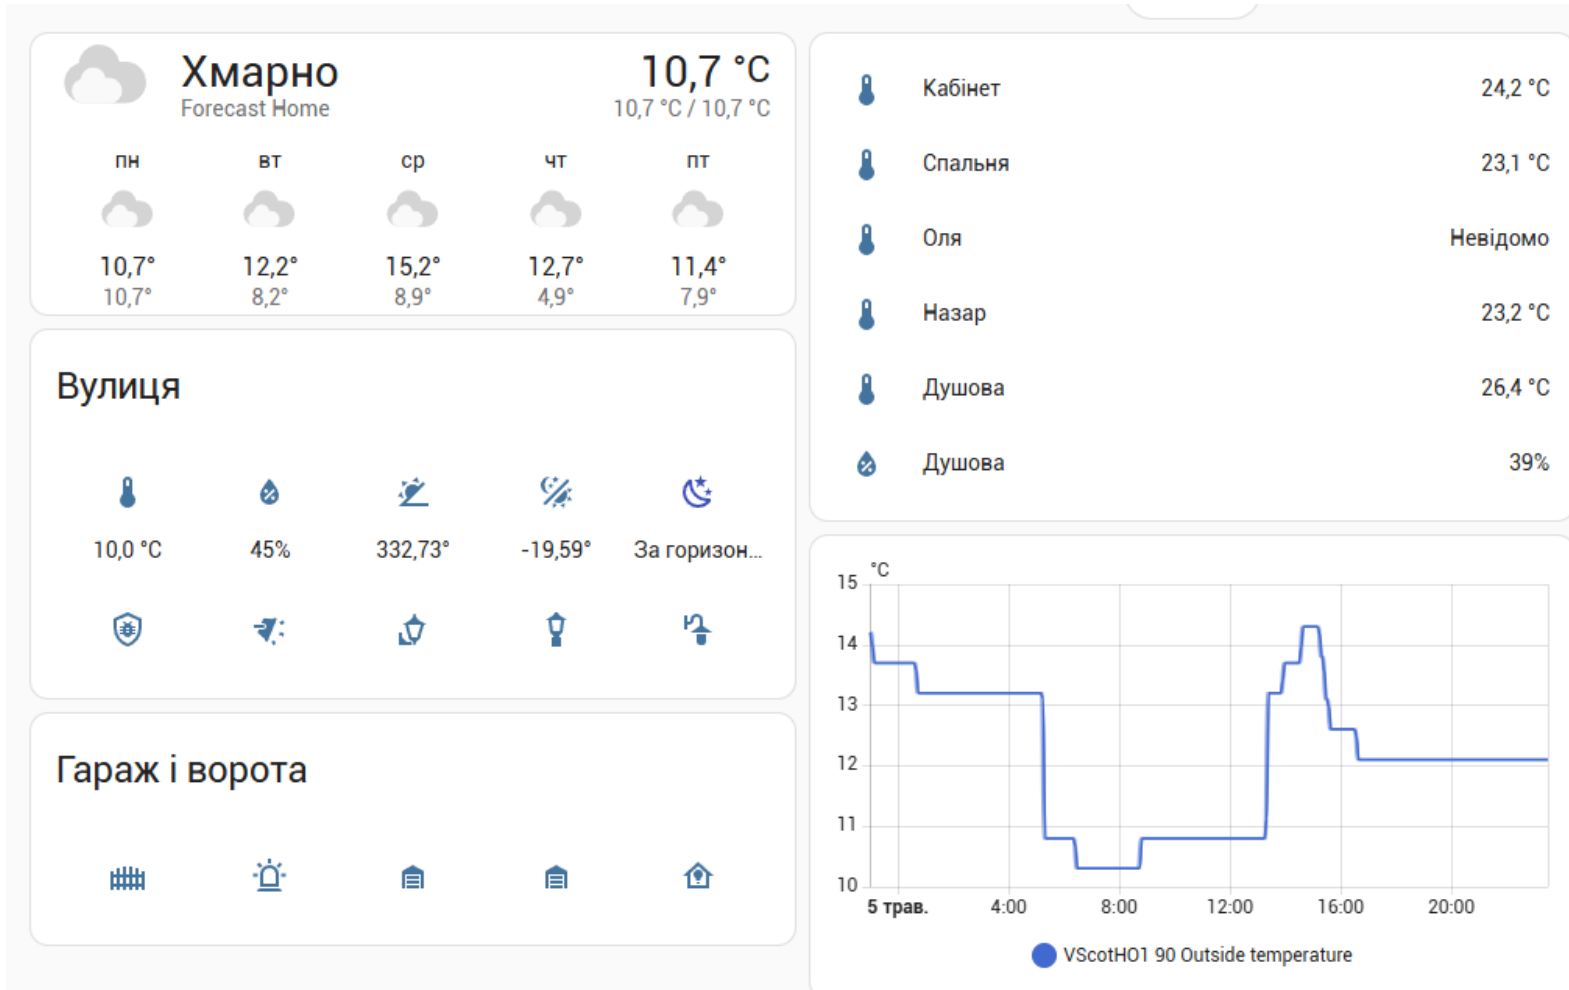 Хмарно
Forecast Home
10,7 °C
10,7 °C / 10,7 °C
пн вт ср чт пт
10,7° 12,2° 15,2° 12,7° 11,4°
10,7° 8,2° 8,9° 4,9° 7,9°
Вулиця
10,0 °C 45% 332,73° -19,59° За горизон...
Гараж і ворота
Кабінет 24,2 °C
Спальня 23,1 °C
Оля Невідомо
Назар 23,2 °C
Душова 26,4 °C
Душова 39%
°C
15
14
13
12
11
10
5 трав. 4:00 8:00 12:00 16:00 20:00
VScotHO1 90 Outside temperature